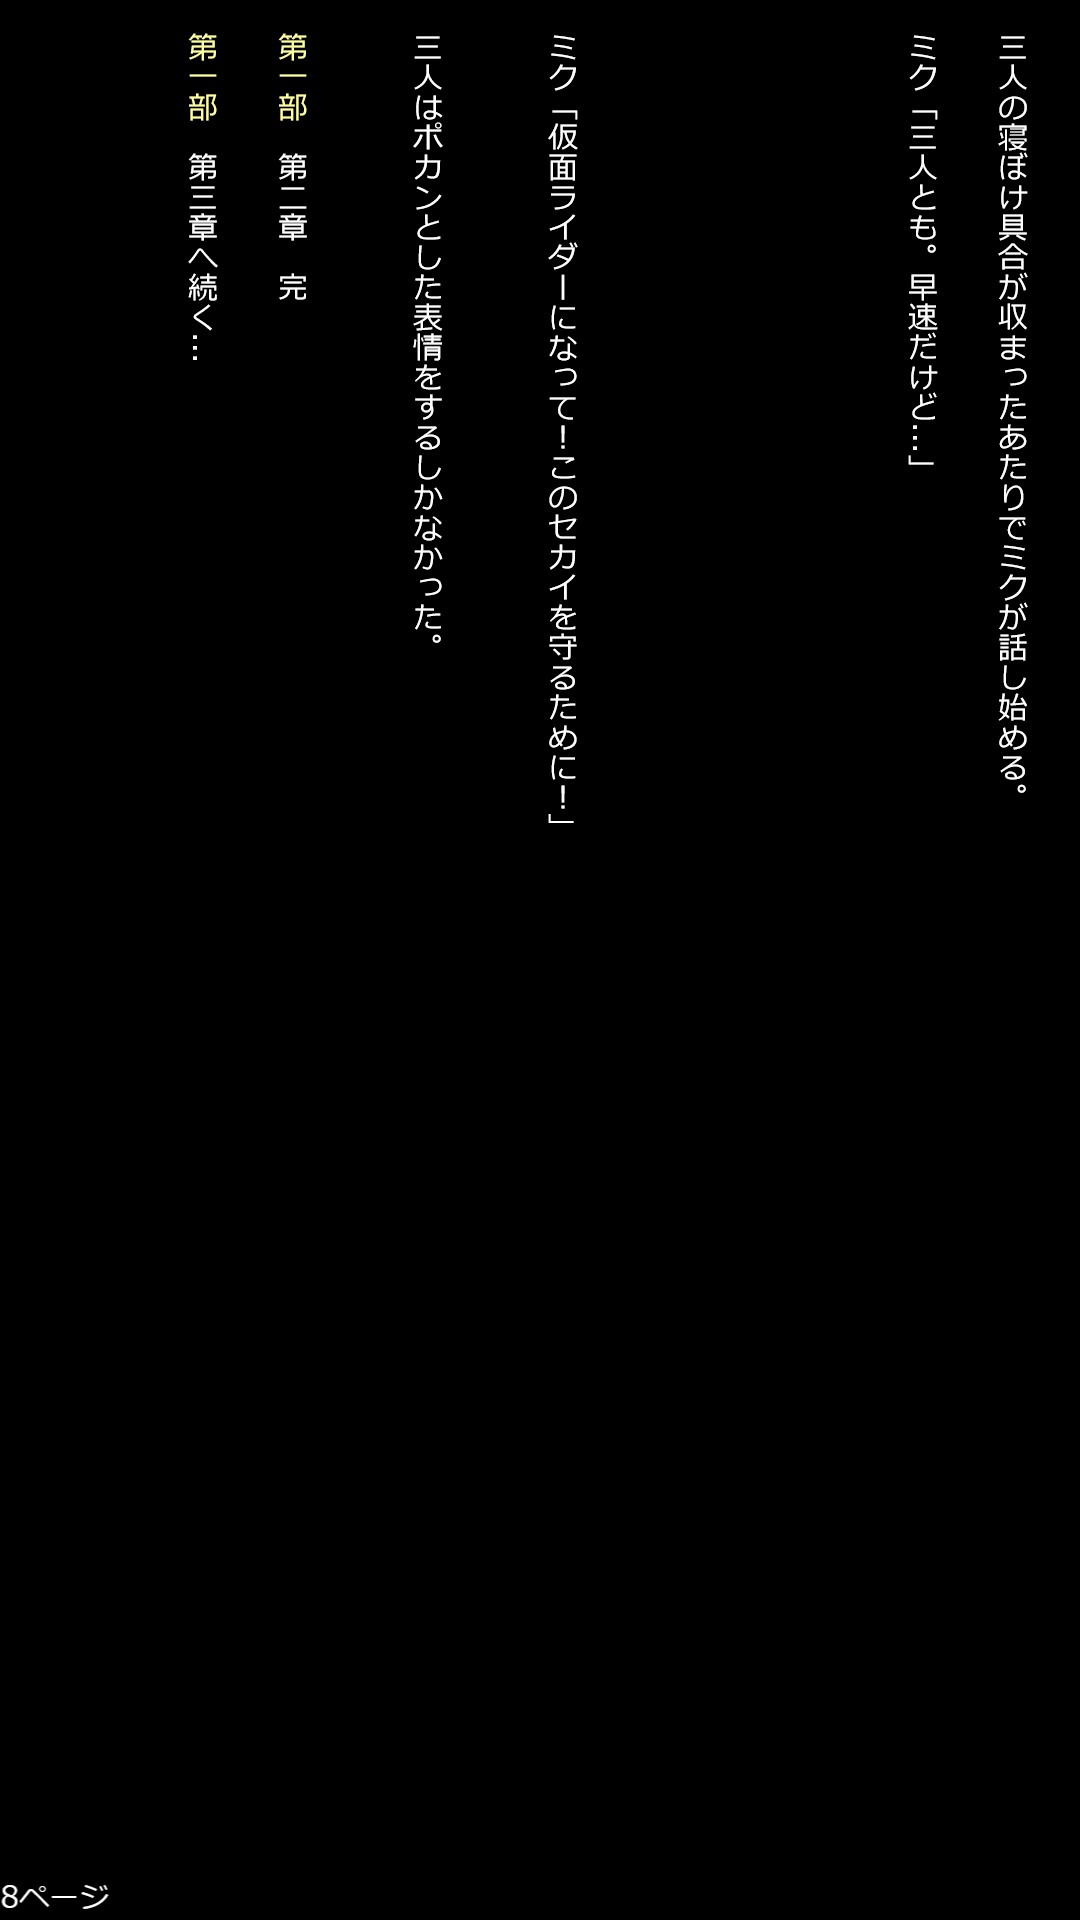 三人の寝ぼけ具合が収まったあたりでミクが話し始める。
ミク「三人とも。早速だけど…」
ミク「仮面ライダーになって！このセカイを守るために！」
三人はポカンとした表情をするしかなかった。
第一部　第二章　完
第一部　第三章へ続く…
8ページ